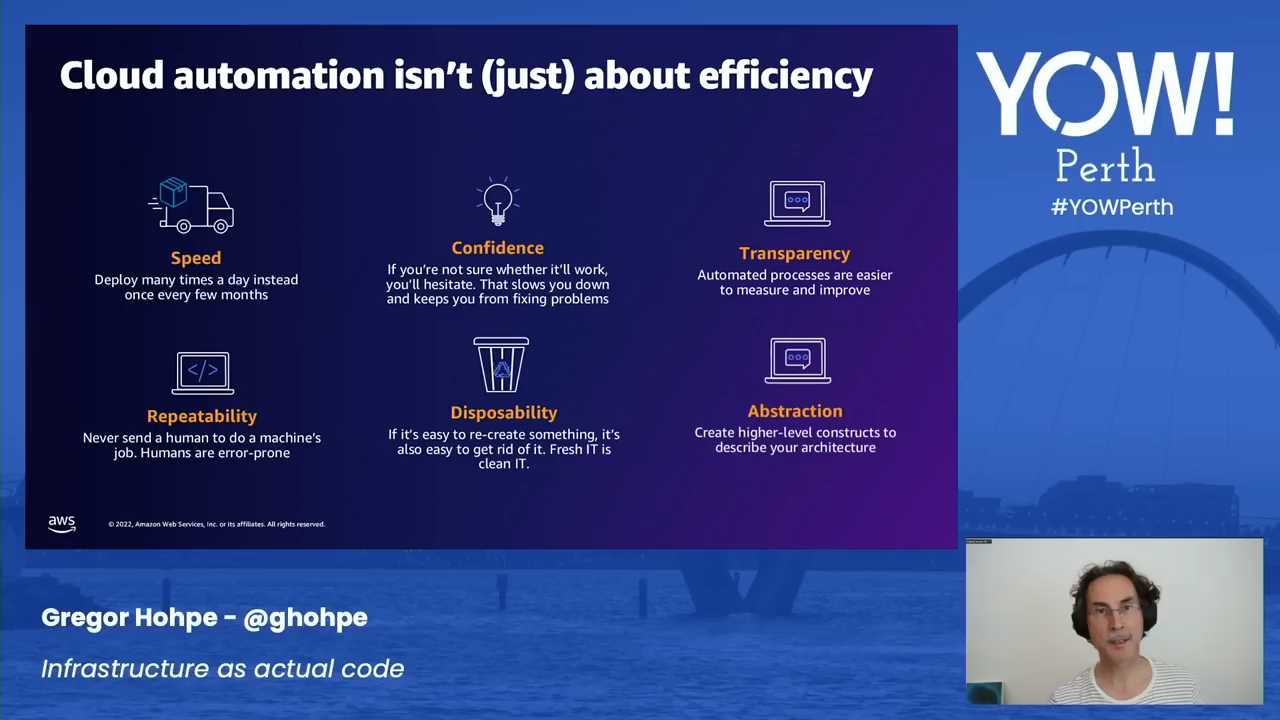 Cloud automation isn't (just) about efficiency
Speed
Deploy many times a day instead
once every few months
Confidence
If you're not sure whether it'll work,
you'll hesitate. That slows you down
and keeps you from fixing problems
Transparency
Automated processes are easier
to measure and improve
</>
Repeatability
Never send a human to do a machine's
job. Humans are error-prone
Disposability
If it's easy to re-create something, it's
also easy to get rid of it. Fresh IT is
clean IT.
Abstraction
Create higher-level constructs to
describe your architecture
aws
© 2022, Amazon Web Services, Inc. or its affiliates. All rights reserved.
YOW!
Perth
#YOWPerth
Gregor Hohpe - @ghohpe
Infrastructure as actual code